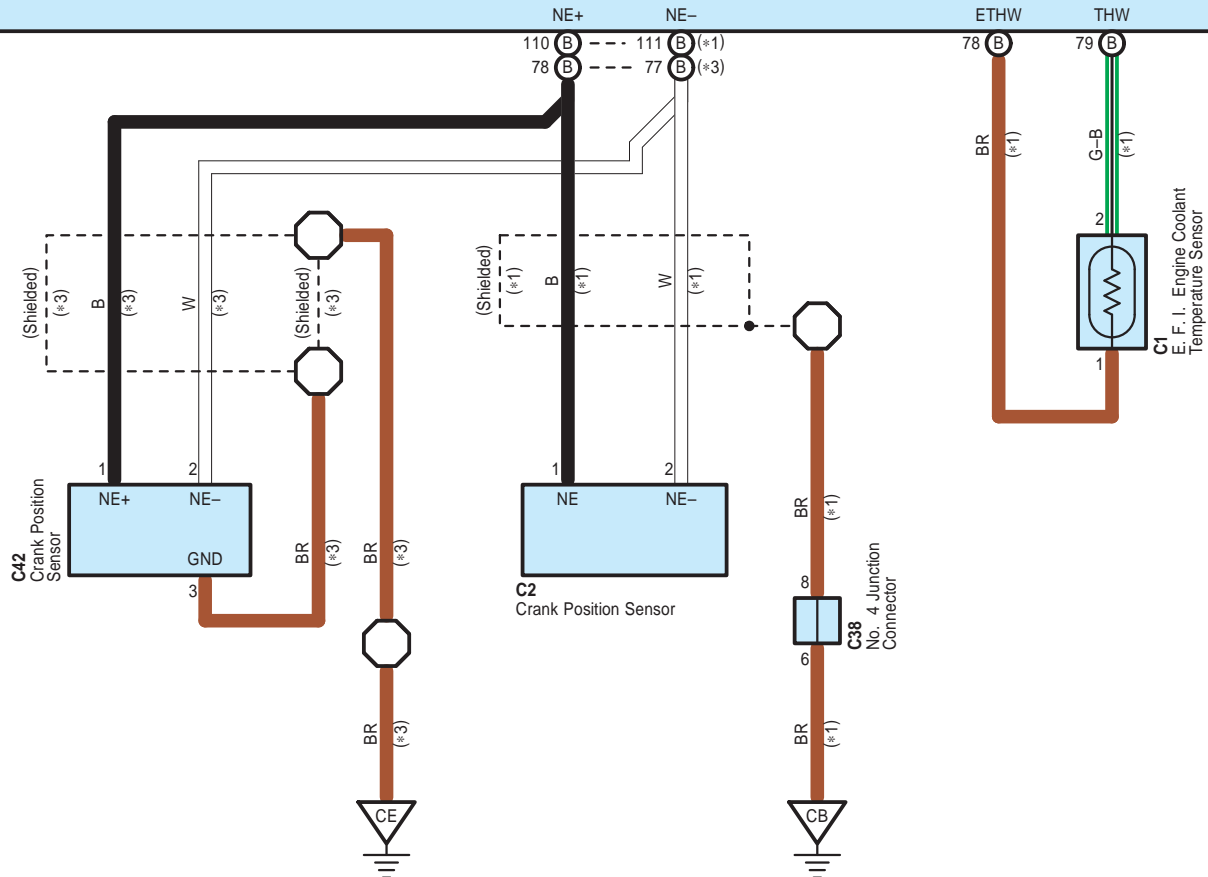 NE+ NE– ETHW THW
110 B 111 B (*1) 78 B 79 B
78 B 77 B (*3)
BR (*1) G–B (*1)
2
(Shielded) (*3) B (*3) W (*3) (Shielded) (*3)
(Shielded) (*1) B (*1) W (*1)
C1
E. F. I. Engine Coolant
Temperature Sensor
1
1 2 1 2
NE+ NE– NE NE–
GND
C42
Crank Position
Sensor
3
BR (*3) BR (*3) BR (*1)
C2
Crank Position Sensor
8
C38
No. 4 Junction
Connector
6
BR (*3) BR (*1)
CE CB